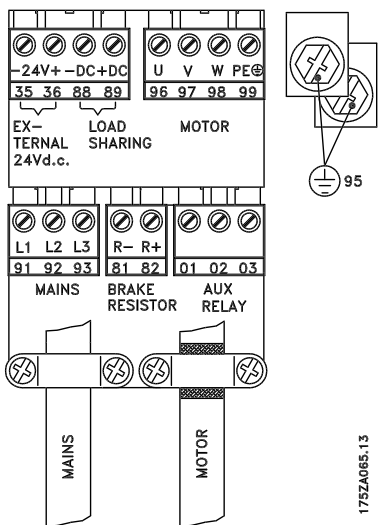 -24V+ -DC+DC
35 36 88 89
EX-
TERNAL
24Vd.c.
LOAD
SHARING
U V W PE
96 97 98 99
MOTOR
95
L1 L2 L3
91 92 93
MAINS
R- R+
81 82
BRAKE
RESISTOR
01 02 03
AUX
RELAY
MAINS
MOTOR
175ZA065.13